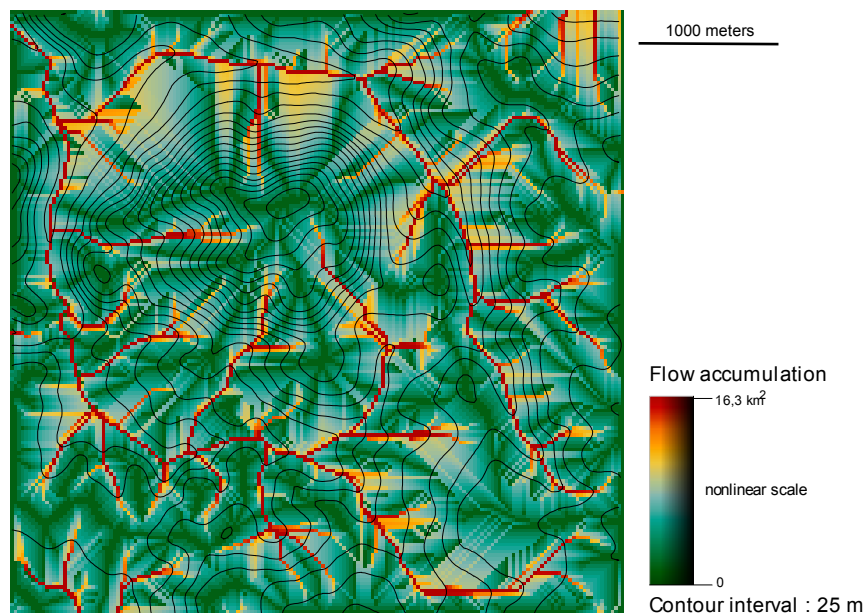 1000 meters
Flow accumulation
16,3 km2
nonlinear scale
0
Contour interval : 25 m